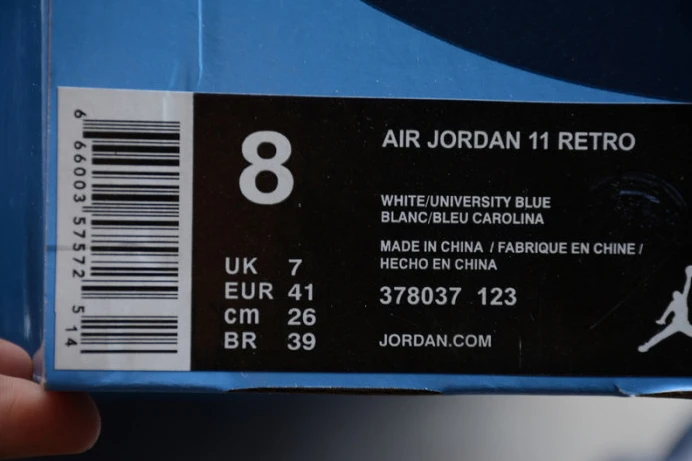 6 66003 57572 5 14
8
UK 7
EUR 41
cm 26
BR 39
AIR JORDAN 11 RETRO
WHITE/UNIVERSITY BLUE
BLANC/BLEU CAROLINA
MADE IN CHINA / FABRIQUE EN CHINE /
HECHO EN CHINA
378037 123
JORDAN.COM